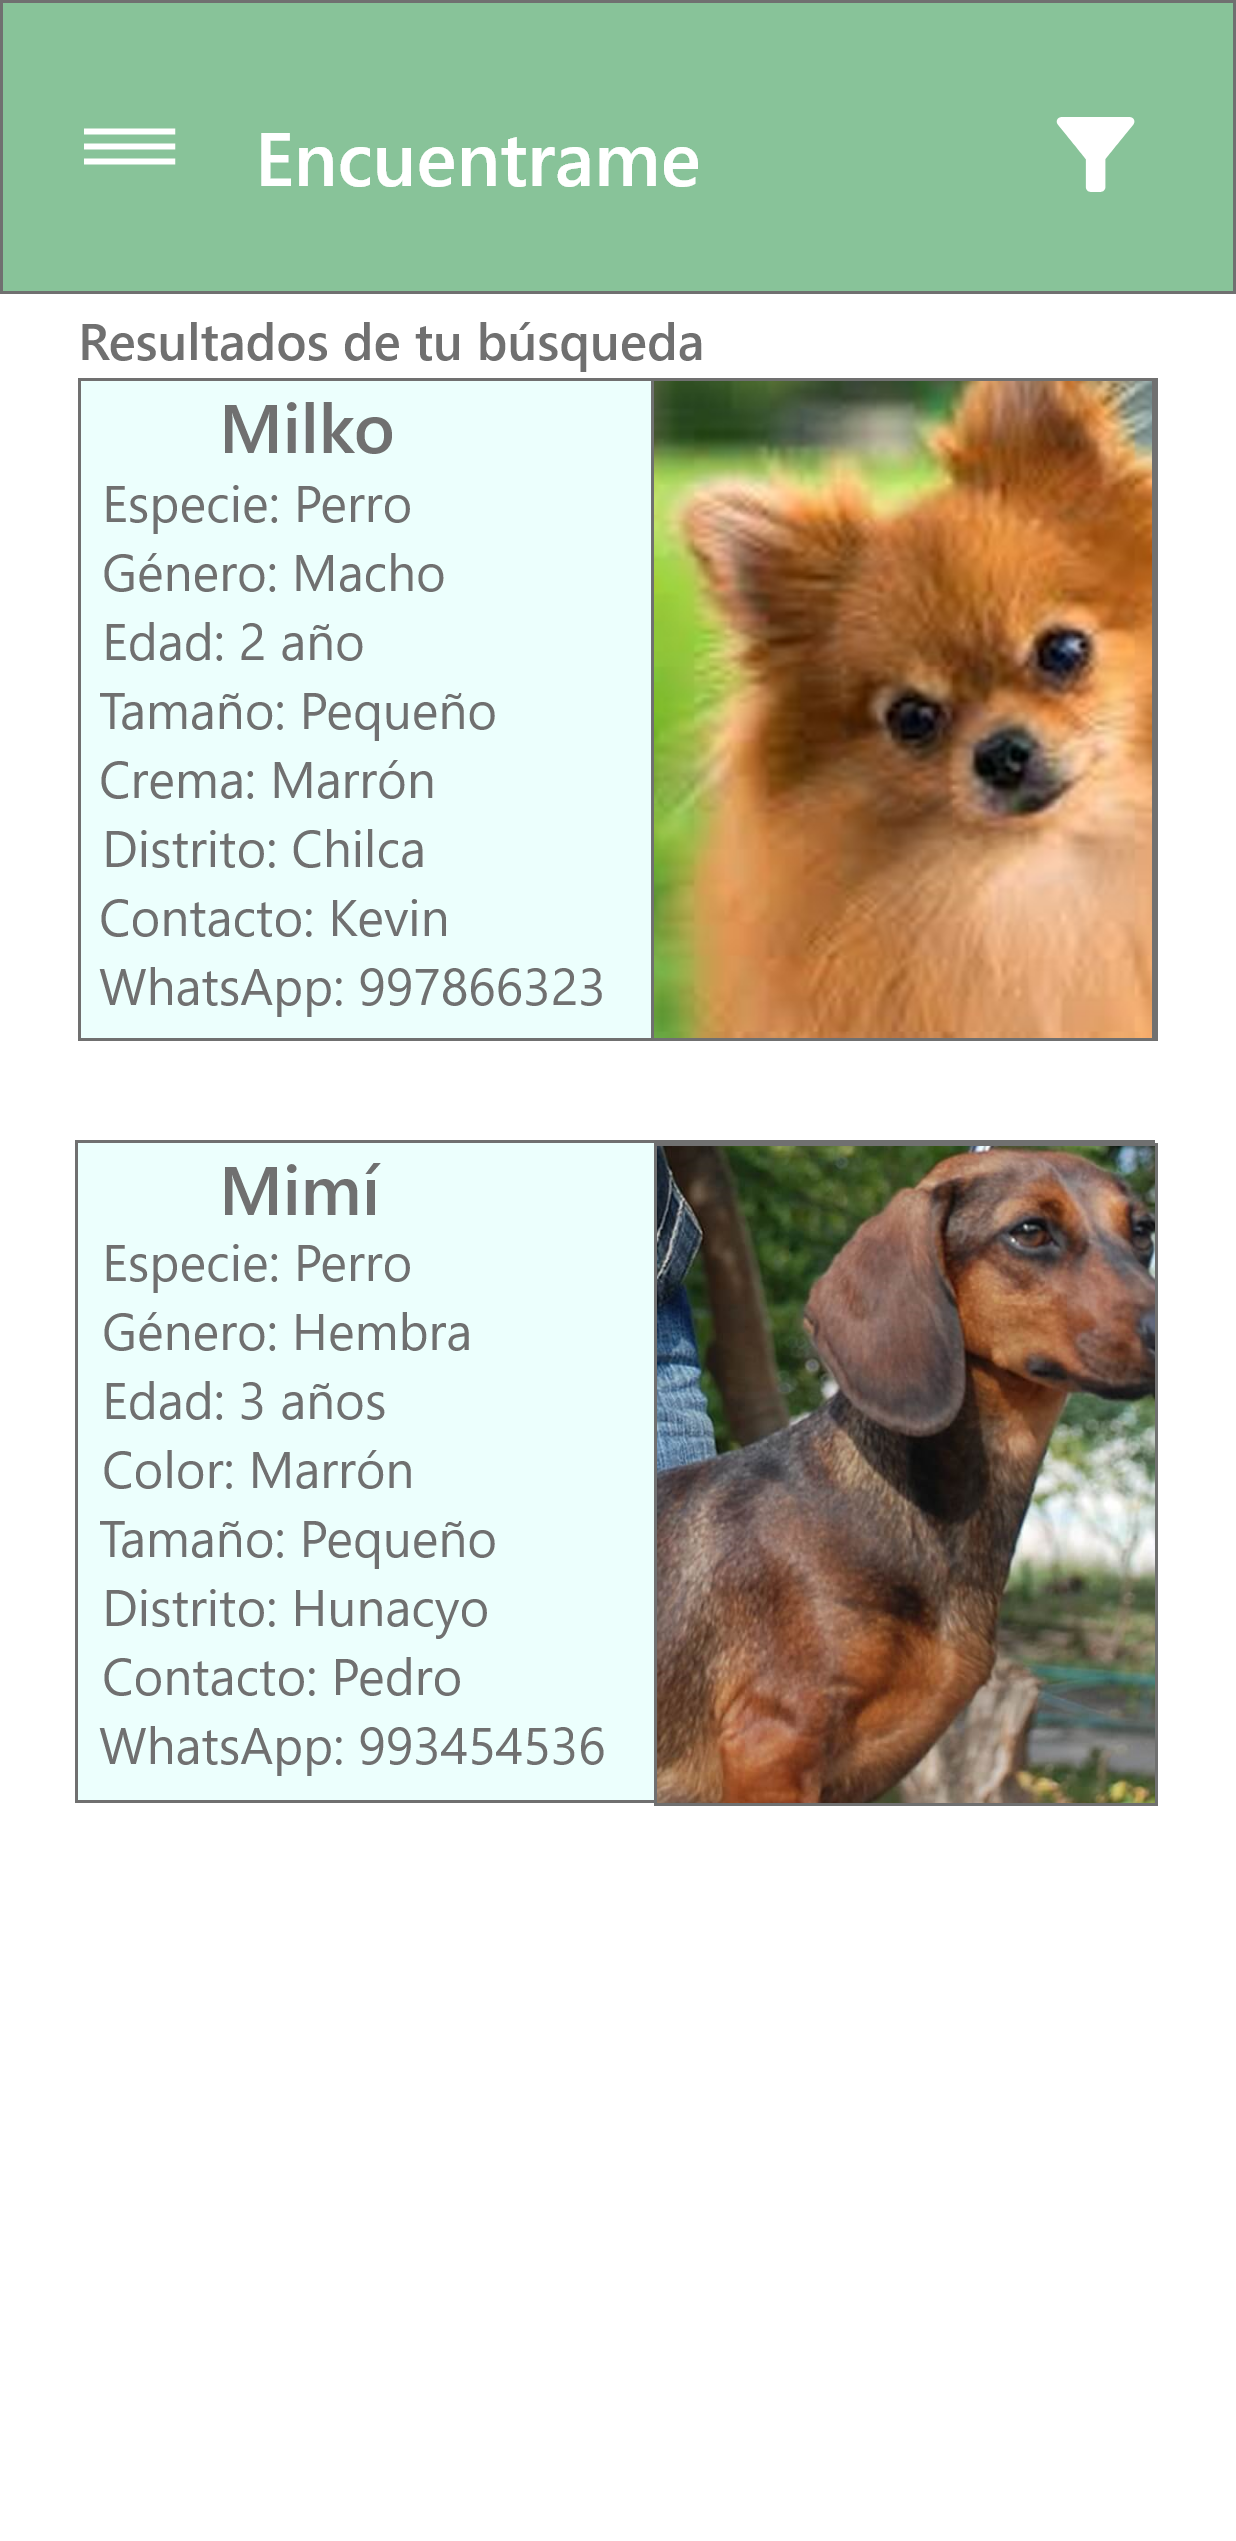 Encuentrame
Resultados de tu búsqueda
Milko
Especie: Perro
Género: Macho
Edad: 2 año
Tamaño: Pequeño
Crema: Marrón
Distrito: Chilca
Contacto: Kevin
WhatsApp: 997866323
Mimí
Especie: Perro
Género: Hembra
Edad: 3 años
Color: Marrón
Tamaño: Pequeño
Distrito: Hunacyo
Contacto: Pedro
WhatsApp: 993454536